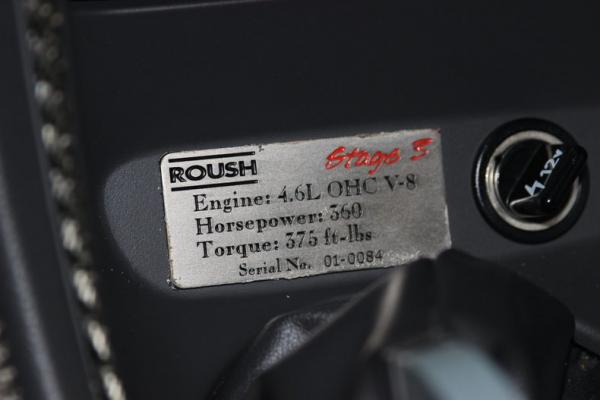 ROUSH Stage 3
Engine: 4.6L OHC V-8
Horsepower: 360
Torque: 375 ft-lbs
Serial No. 01-0084